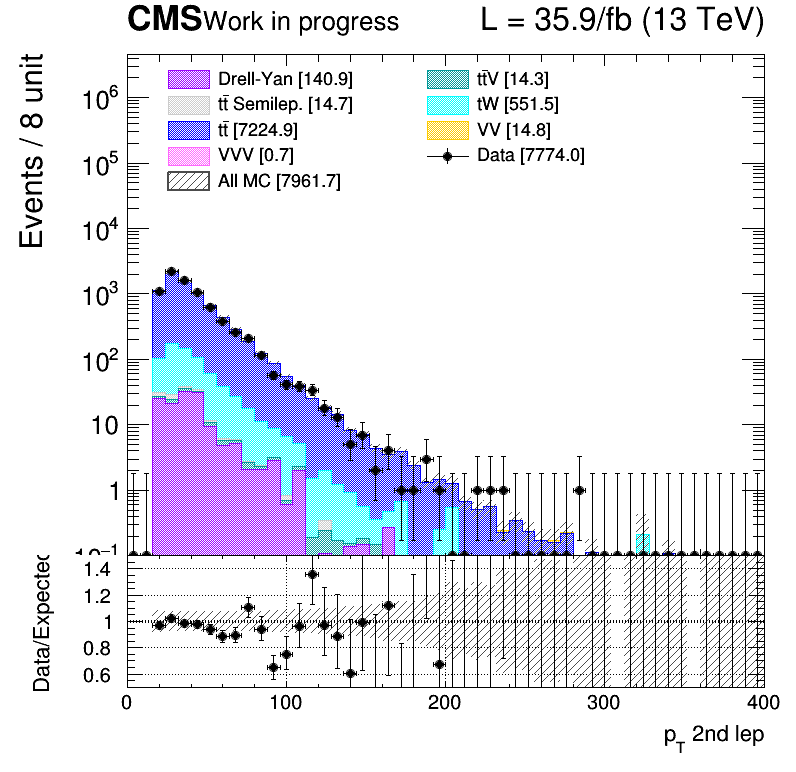 CMS Work in progress L = 35.9/fb (13 TeV)
Events / 8 unit
Drell-Yan [140.9]
tt̄ Semilep. [14.7]
tt̄ [7224.9]
VVV [0.7]
All MC [7961.7]
tt̄V [14.3]
tW [551.5]
VV [14.8]
Data [7774.0]
10⁶
10⁵
10⁴
10³
10²
10
1
10⁻¹
Data/Expected
1.4
1.2
1
0.8
0.6
0 100 200 300 400
p_T 2nd lep